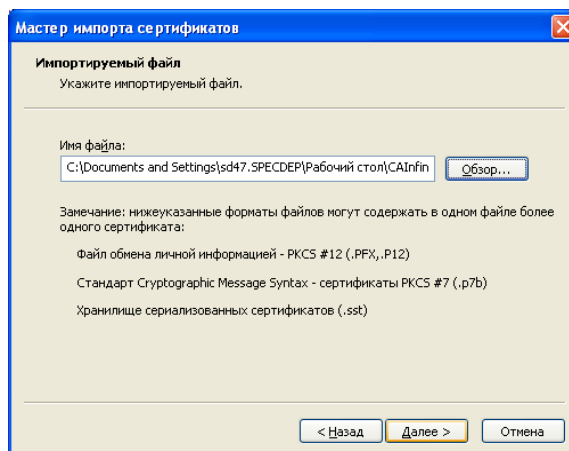 Мастер импорта сертификатов
Импортируемый файл
Укажите импортируемый файл.
Имя файла:
C:\Documents and Settings\sd47.SPECDEP\Рабочий стол\CAInfin
Обзор...
Замечание: нижеуказанные форматы файлов могут содержать в одном файле более
одного сертификата:
Файл обмена личной информацией - PKCS #12 (.PFX,.P12)
Стандарт Cryptographic Message Syntax - сертификаты PKCS #7 (.p7b)
Хранилище сериализованных сертификатов (.sst)
< Назад
Далее >
Отмена